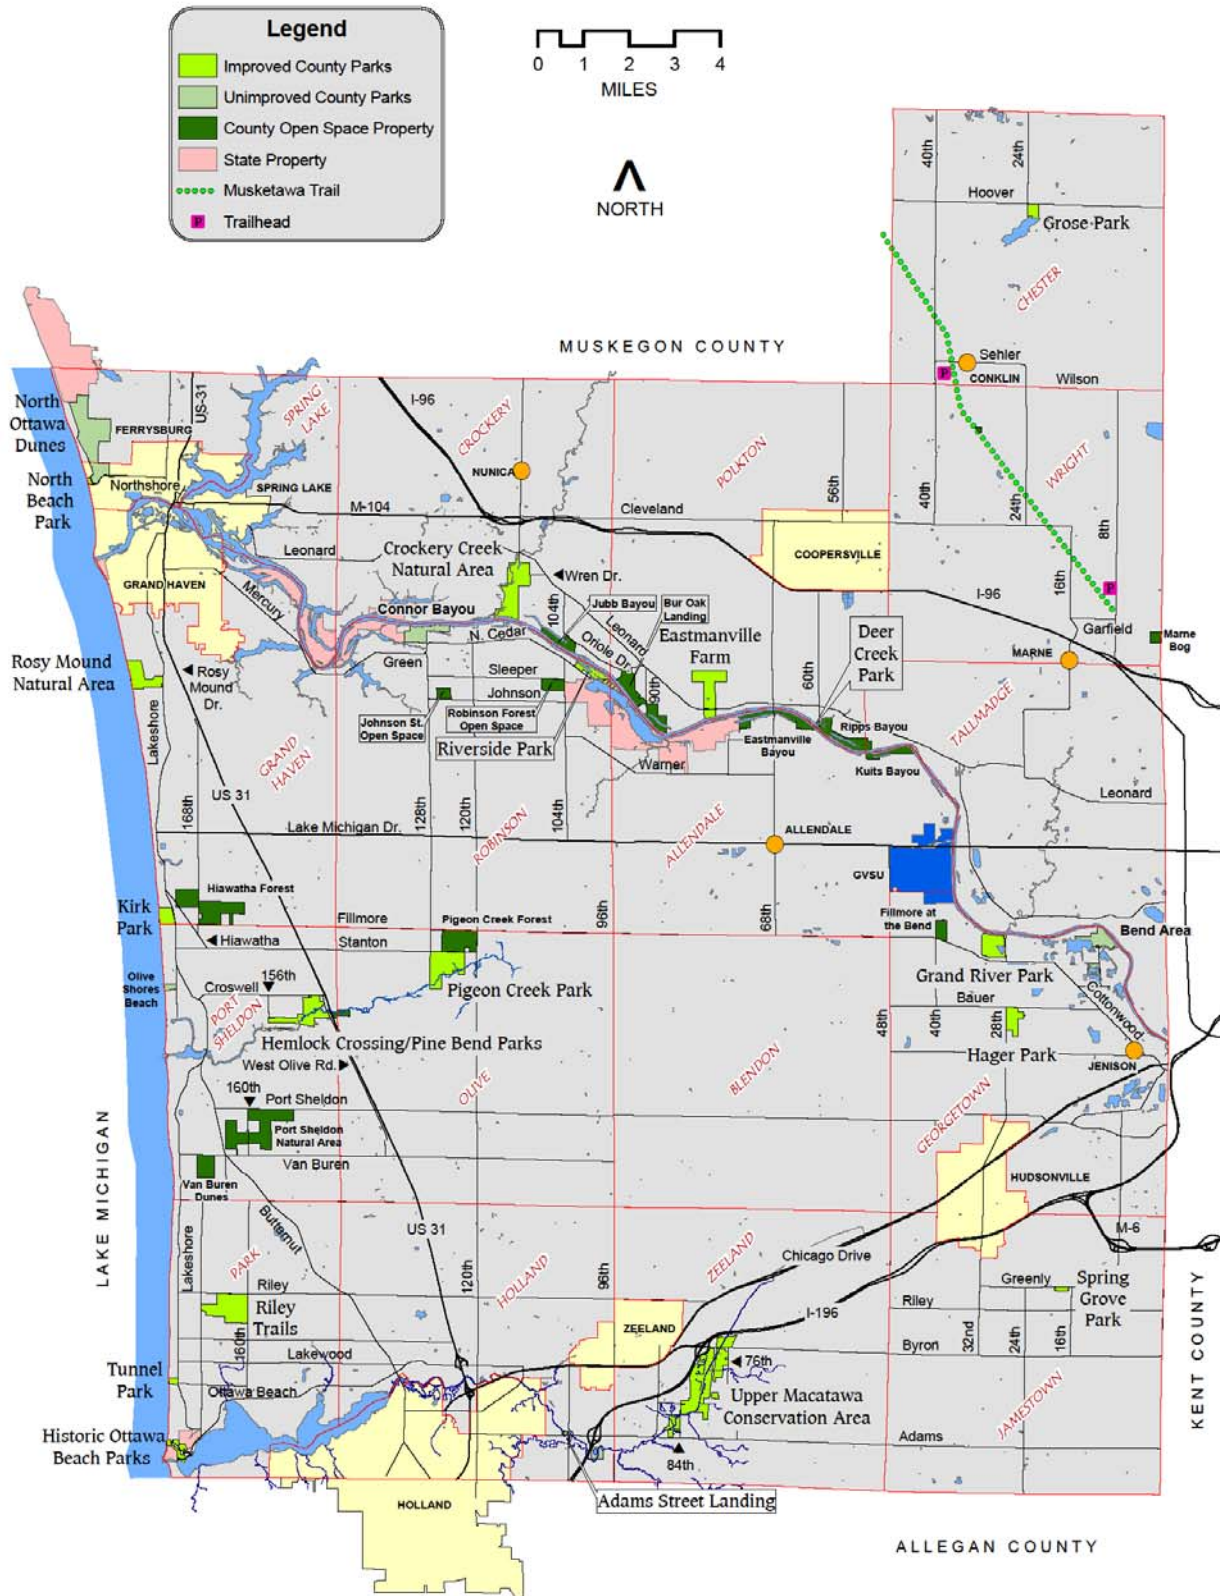 Legend
Improved County Parks
Unimproved County Parks
County Open Space Property
State Property
Musketawa Trail
P Trailhead
0 1 2 3 4
MILES
NORTH
40th
24th
Hoover
Grose Park
CHESTER
MUSKEGON COUNTY
Sehler
P
CONKLIN
Wilson
North
Ottawa
Dunes
US-31
SPRING
LAKE
I-96
CROCKERY
FERRYSBURG
POLKTON
WRIGHT
North
Beach
Park
Northshore
SPRING LAKE
NUNICA
56th
40th
24th
8th
M-104
Cleveland
COOPERSVILLE
Leonard
Crockery Creek
Natural Area
Wren Dr.
GRAND HAVEN
Mercury
104th
Jubb Bayou
Bur Oak
Landing
16th
I-96
P
Connor Bayou
N. Cedar
Leonard
Oriole Dr.
Eastmanville
Farm
Deer
Creek
Park
Garfield
Marne
Bog
MARNE
Rosy Mound
Natural Area
Rosy
Mound
Dr.
Green
Sleeper
Johnson
90th
60th
Lakeshore
Johnson St.
Open Space
Robinson Forest
Open Space
Riverside Park
Ripps Bayou
Eastmanville
Bayou
TALLMADGE
GRAND
HAVEN
Warner
Kuits Bayou
168th
US 31
128th
120th
104th
Leonard
Lake Michigan Dr.
ROBINSON
ALLENDALE
ALLENDALE
GVSU
Hiawatha Forest
Kirk
Park
Fillmore
Pigeon Creek Forest
96th
68th
Fillmore at
the Bend
Bend Area
Hiawatha
Stanton
Grand River Park
Olive
Shores
Beach
Croswell
156th
Pigeon Creek Park
Bauer
Cottonwood
PORT
SHELDON
48th
40th
28th
Hemlock Crossing/Pine Bend Parks
Hager Park
West Olive Rd.
JENISON
BLENDON
OLIVE
160th
Port Sheldon
GEORGETOWN
Port Sheldon
Natural Area
Van Buren
HUDSONVILLE
Van Buren
Dunes
LAKE MICHIGAN
Butternut
US 31
M-6
Chicago Drive
Lakeshore
PARK
120th
HOLLAND
96th
ZEELAND
Riley
Greenly
Spring
Grove
Park
KENT COUNTY
Riley
Trails
I-196
Riley
ZEELAND
32nd
24th
16th
Byron
160th
Lakewood
Tunnel
Park
76th
Ottawa Beach
Upper Macatawa
Conservation Area
JAMESTOWN
Historic Ottawa
Beach Parks
Adams
84th
HOLLAND
Adams Street Landing
ALLEGAN COUNTY